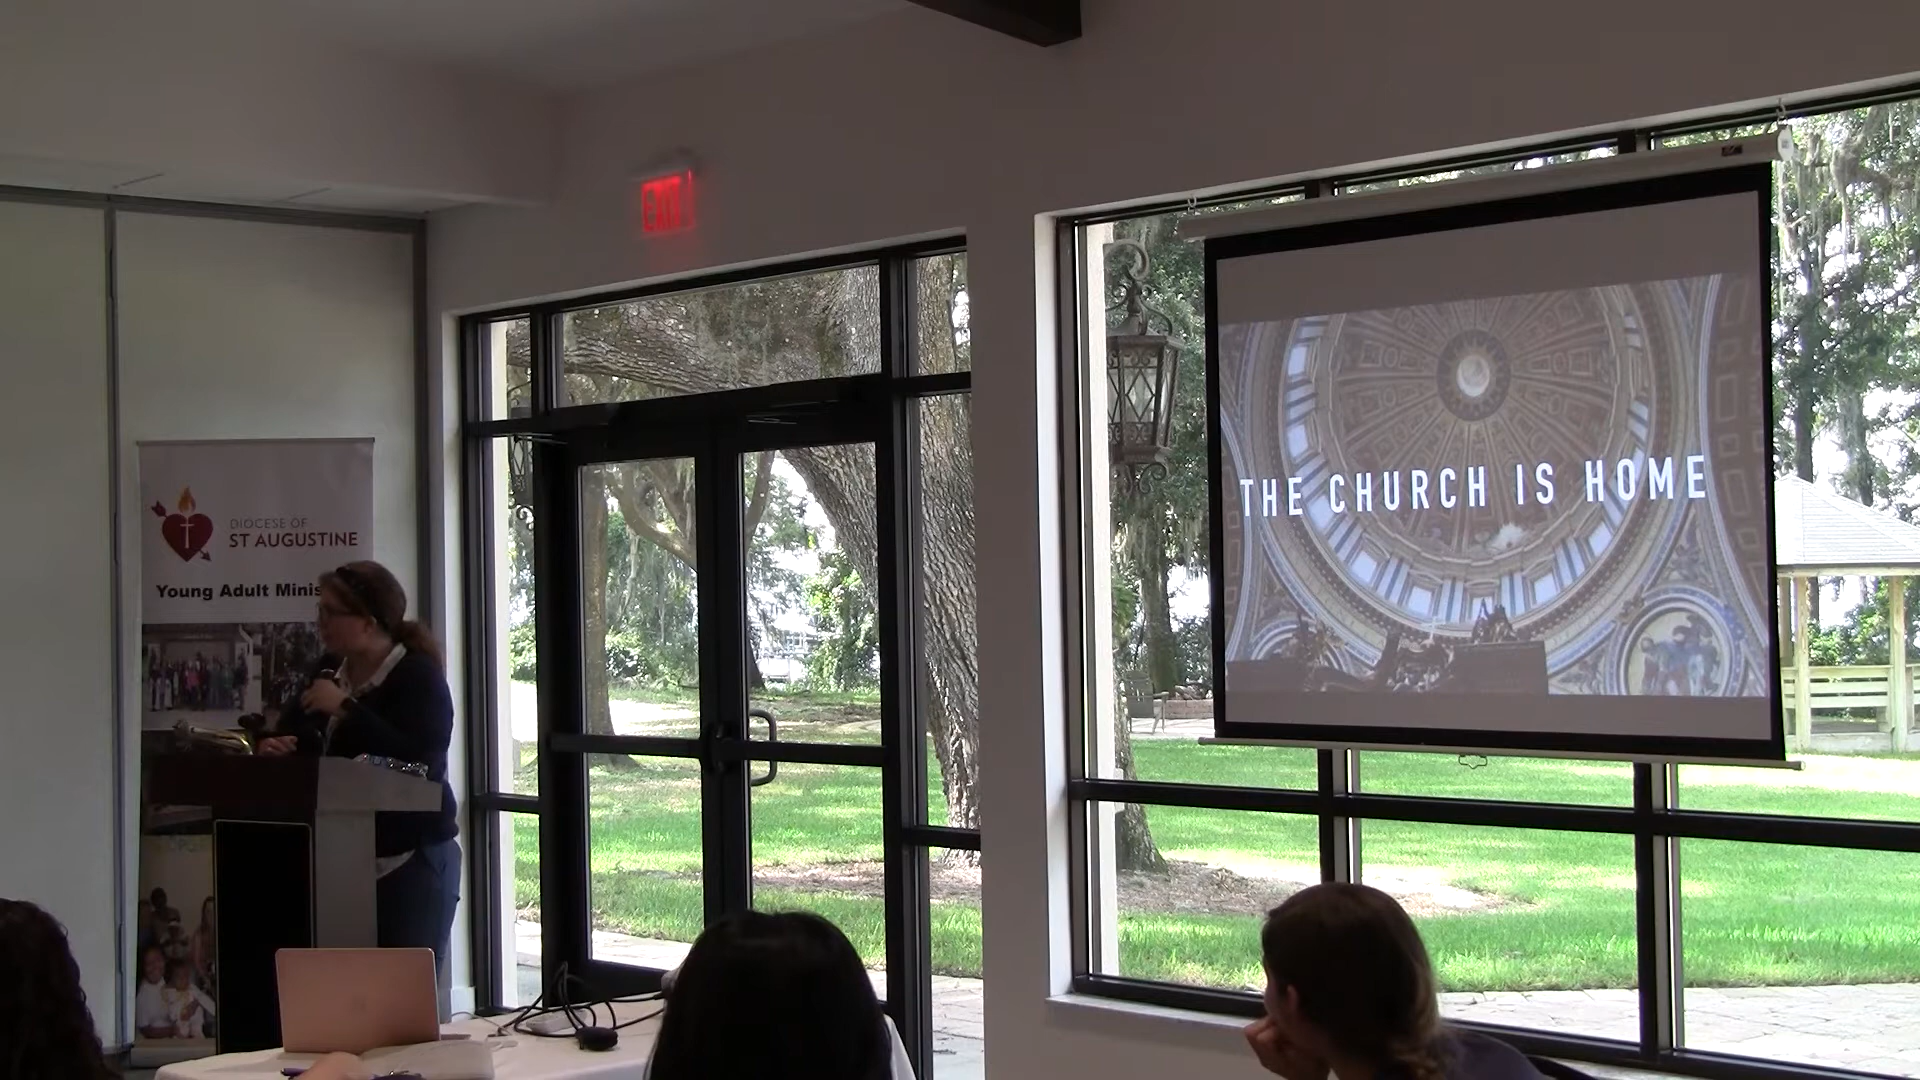 EXIT
DIOCESE OF
ST AUGUSTINE
Young Adult Minis
THE CHURCH IS HOME